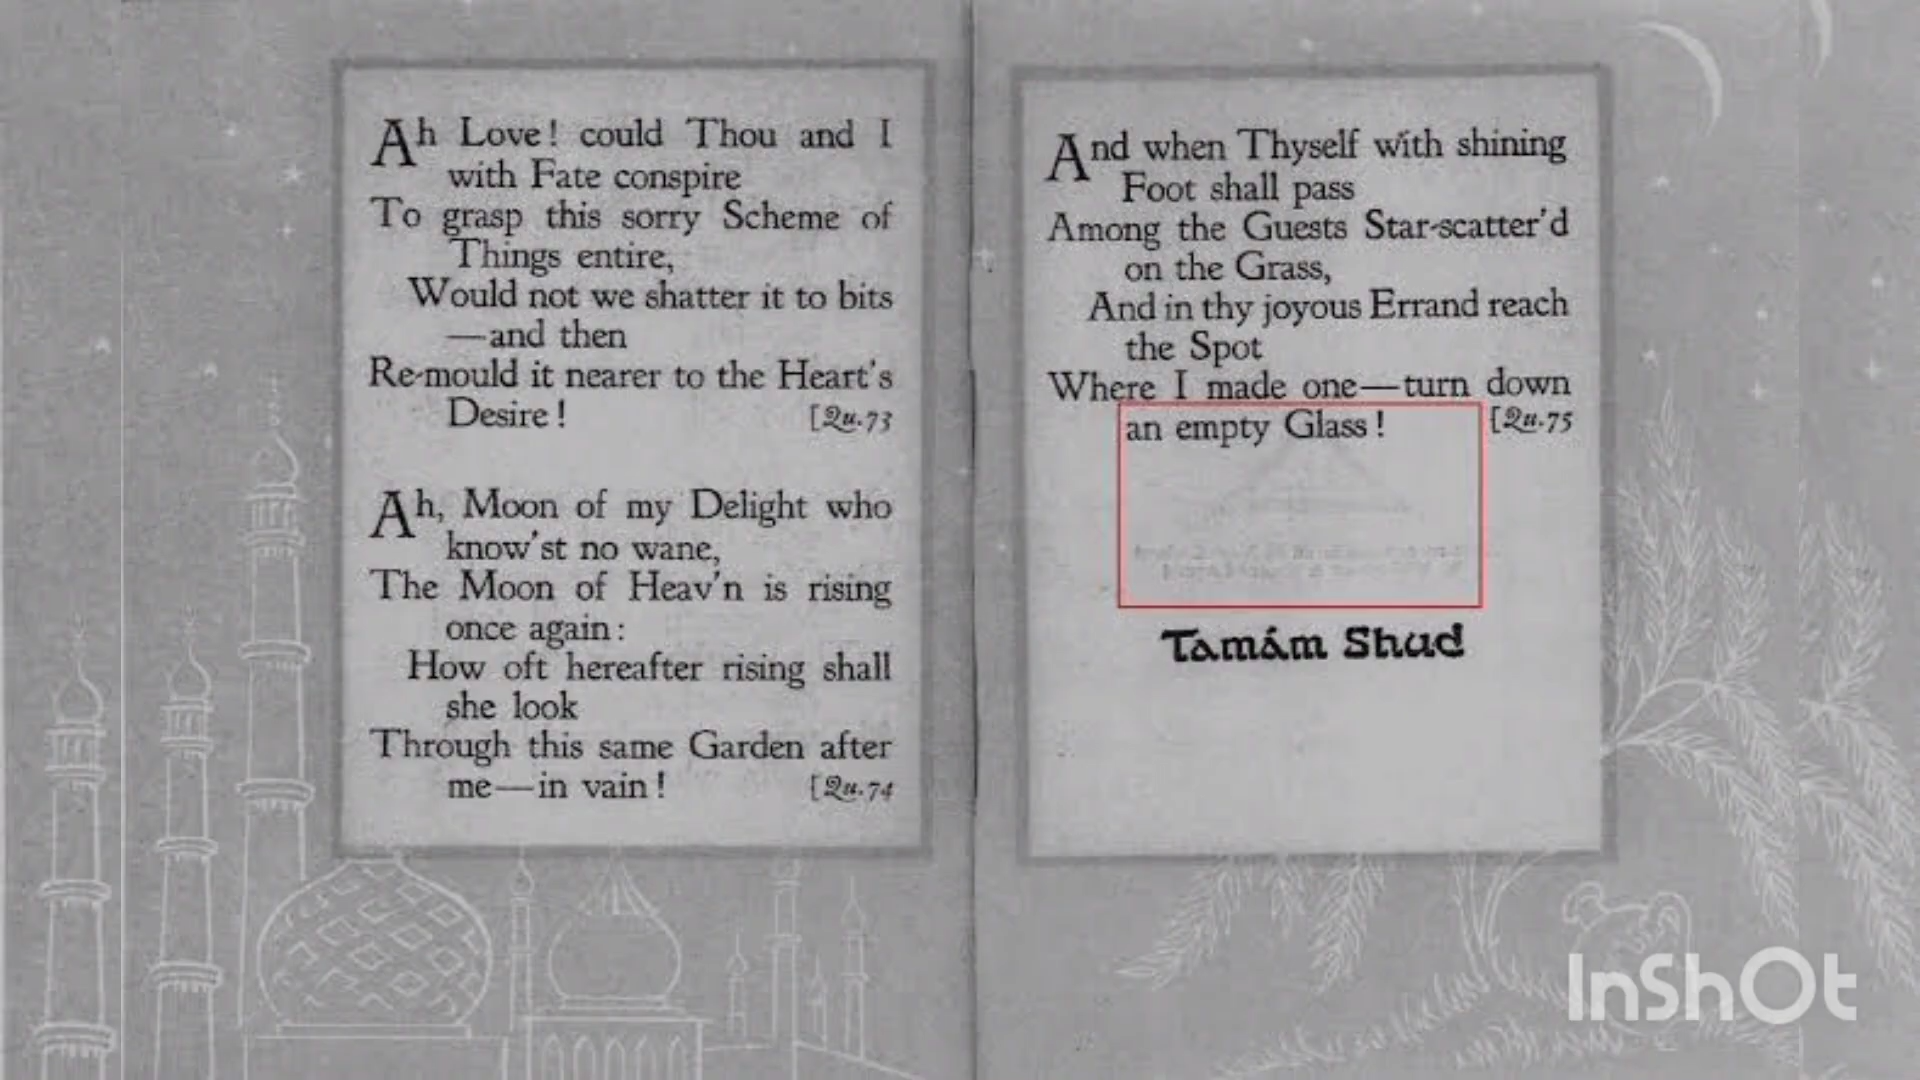 Ah Love! could Thou and I
with Fate conspire
To grasp this sorry Scheme of
Things entire,
Would not we shatter it to bits
—and then
Re-mould it nearer to the Heart's
Desire!
[Qu. 73
Ah, Moon of my Delight who
know'st no wane,
The Moon of Heav'n is rising
once again:
How oft hereafter rising shall
she look
Through this same Garden after
me—in vain!
[Qu. 74
And when Thyself with shining
Foot shall pass
Among the Guests Star-scatter'd
on the Grass,
And in thy joyous Errand reach
the Spot
Where I made one—turn down
an empty Glass!
[Qu. 75
Tamám Shud
InShOt